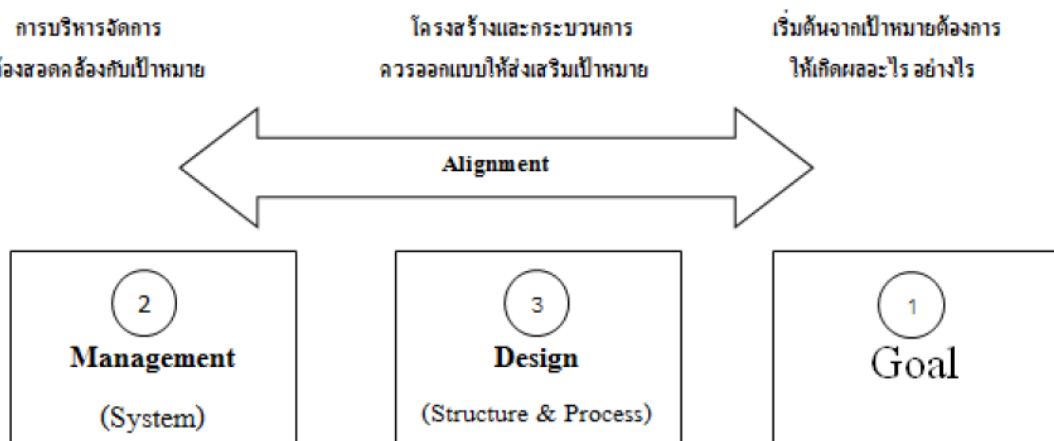 การบริหารจัดการ
ต้องสอดคล้องกับเป้าหมาย
โครงสร้างและกระบวนการ
ควรออกแบบให้ส่งเสริมเป้าหมาย
เริ่มต้นจากเป้าหมายต้องการ
ให้เกิดผลอะไร อย่างไร
Alignment
2
Management
(System)
3
Design
(Structure & Process)
1
Goal